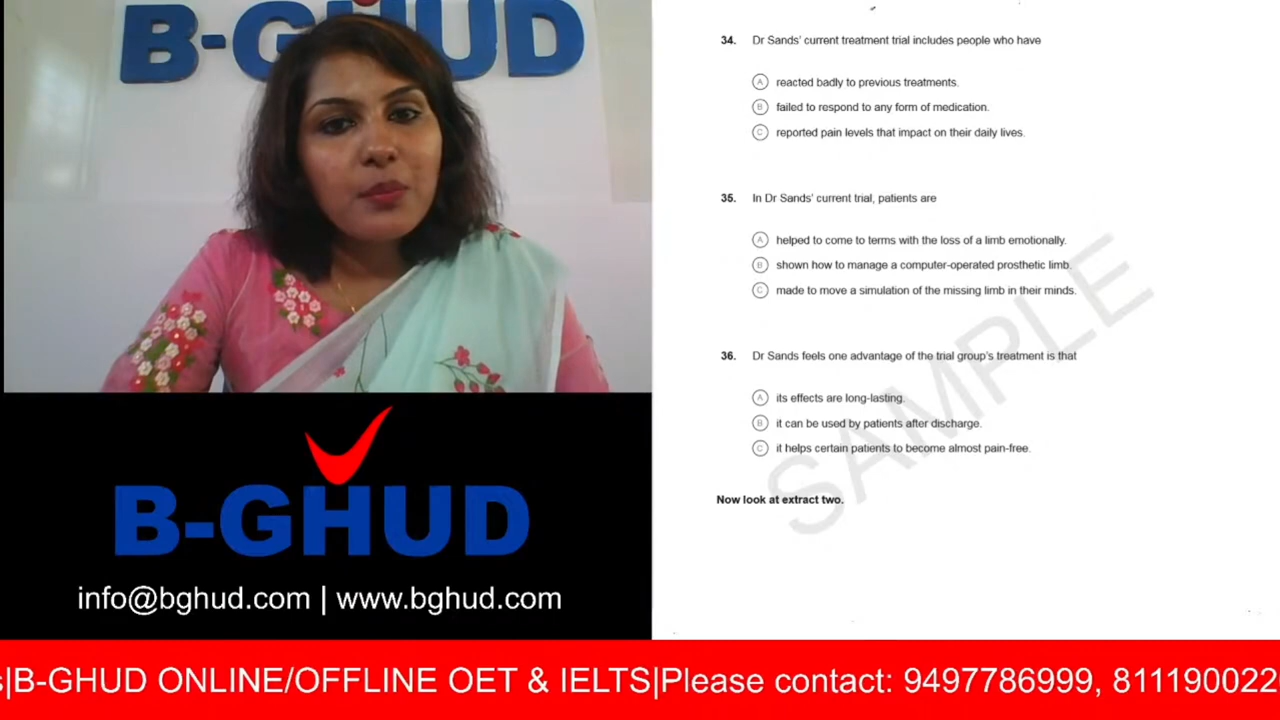 B-GHUD
B-GHUD
info@bghud.com | www.bghud.com
34. Dr Sands' current treatment trial includes people who have
A reacted badly to previous treatments.
B failed to respond to any form of medication.
C reported pain levels that impact on their daily lives.
35. In Dr Sands' current trial, patients are
A helped to come to terms with the loss of a limb emotionally.
B shown how to manage a computer-operated prosthetic limb.
C made to move a simulation of the missing limb in their minds.
36. Dr Sands feels one advantage of the trial group's treatment is that
A its effects are long-lasting.
B it can be used by patients after discharge.
C it helps certain patients to become almost pain-free.
Now look at extract two.
SAMPLE
s|B-GHUD ONLINE/OFFLINE OET & IELTS|Please contact: 9497786999, 811190022